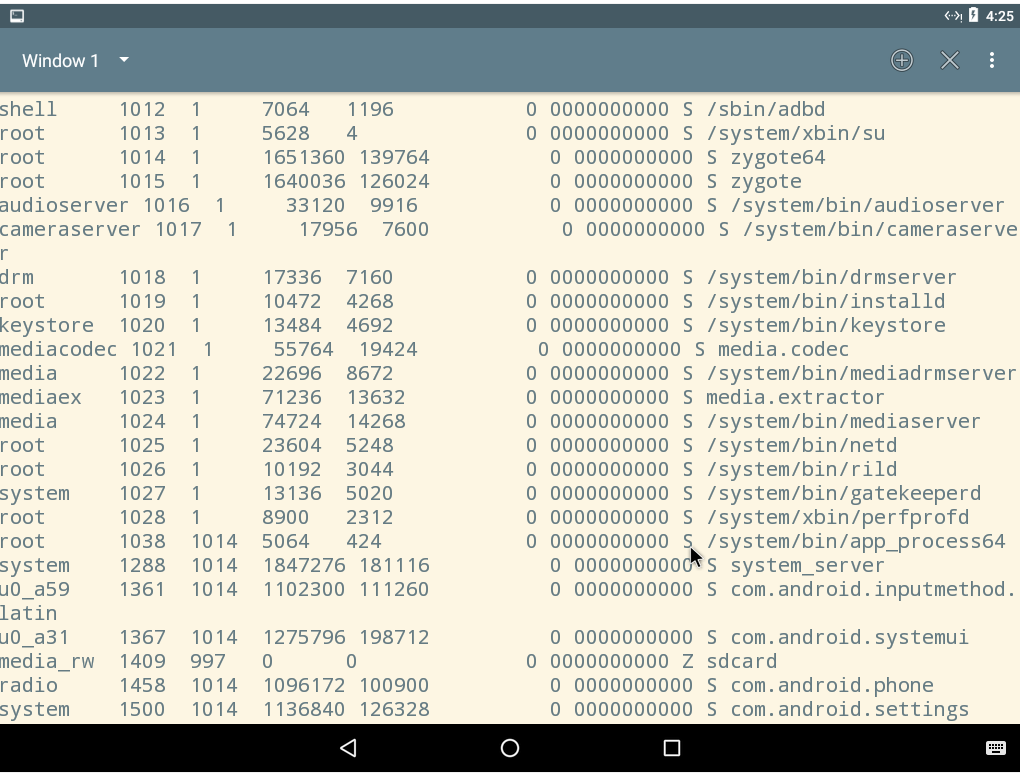 4:25
Window 1
shell 1012 1 7064 1196 0 0000000000 S /sbin/adbd
root 1013 1 5628 4 0 0000000000 S /system/xbin/su
root 1014 1 1651360 139764 0 0000000000 S zygote64
root 1015 1 1640036 126024 0 0000000000 S zygote
audioserver 1016 1 33120 9916 0 0000000000 S /system/bin/audioserver
cameraserver 1017 1 17956 7600 0 0000000000 S /system/bin/cameraserve
r
drm 1018 1 17336 7160 0 0000000000 S /system/bin/drmserver
root 1019 1 10472 4268 0 0000000000 S /system/bin/installd
keystore 1020 1 13484 4692 0 0000000000 S /system/bin/keystore
mediacodec 1021 1 55764 19424 0 0000000000 S media.codec
media 1022 1 22696 8672 0 0000000000 S /system/bin/mediadrmserver
mediaex 1023 1 71236 13632 0 0000000000 S media.extractor
media 1024 1 74724 14268 0 0000000000 S /system/bin/mediaserver
root 1025 1 23604 5248 0 0000000000 S /system/bin/netd
root 1026 1 10192 3044 0 0000000000 S /system/bin/rild
system 1027 1 13136 5020 0 0000000000 S /system/bin/gatekeeperd
root 1028 1 8900 2312 0 0000000000 S /system/xbin/perfprofd
root 1038 1014 5064 424 0 0000000000 S /system/bin/app_process64
system 1288 1014 1847276 181116 0 0000000000 S system_server
u0_a59 1361 1014 1102300 111260 0 0000000000 S com.android.inputmethod.
latin
u0_a31 1367 1014 1275796 198712 0 0000000000 S com.android.systemui
media_rw 1409 997 0 0 0 0000000000 Z sdcard
radio 1458 1014 1096172 100900 0 0000000000 S com.android.phone
system 1500 1014 1136840 126328 0 0000000000 S com.android.settings